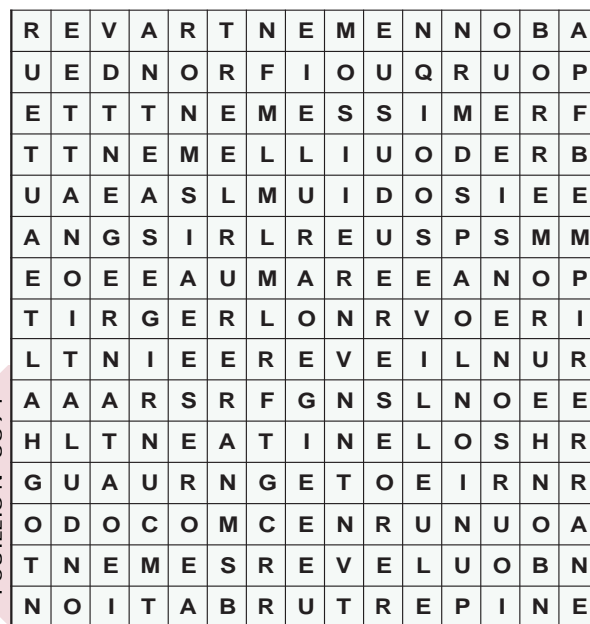 R E V A R T N E M E N N O B A
U E D N O R F I O U Q R U O P
E T T T N E M E S S I M E R F
T T N E M E L L I U O D E R B
U A E A S L M U I D O S I E E
A N G S I R L R E U S P S M M
E O E E A U M A R E E A N O P
T I R G E R L O N R V O E R I
L T N I E E R E V E I L N U R
A A A R S R F G N S L N O E E
H L T N E A T I N E L O S H R
G U A U R N G E T O E I R N R
O D O C O M C E N R U N U O A
T N E M E S R E V E L U O B N
N O I T A B R U T R E P I N E